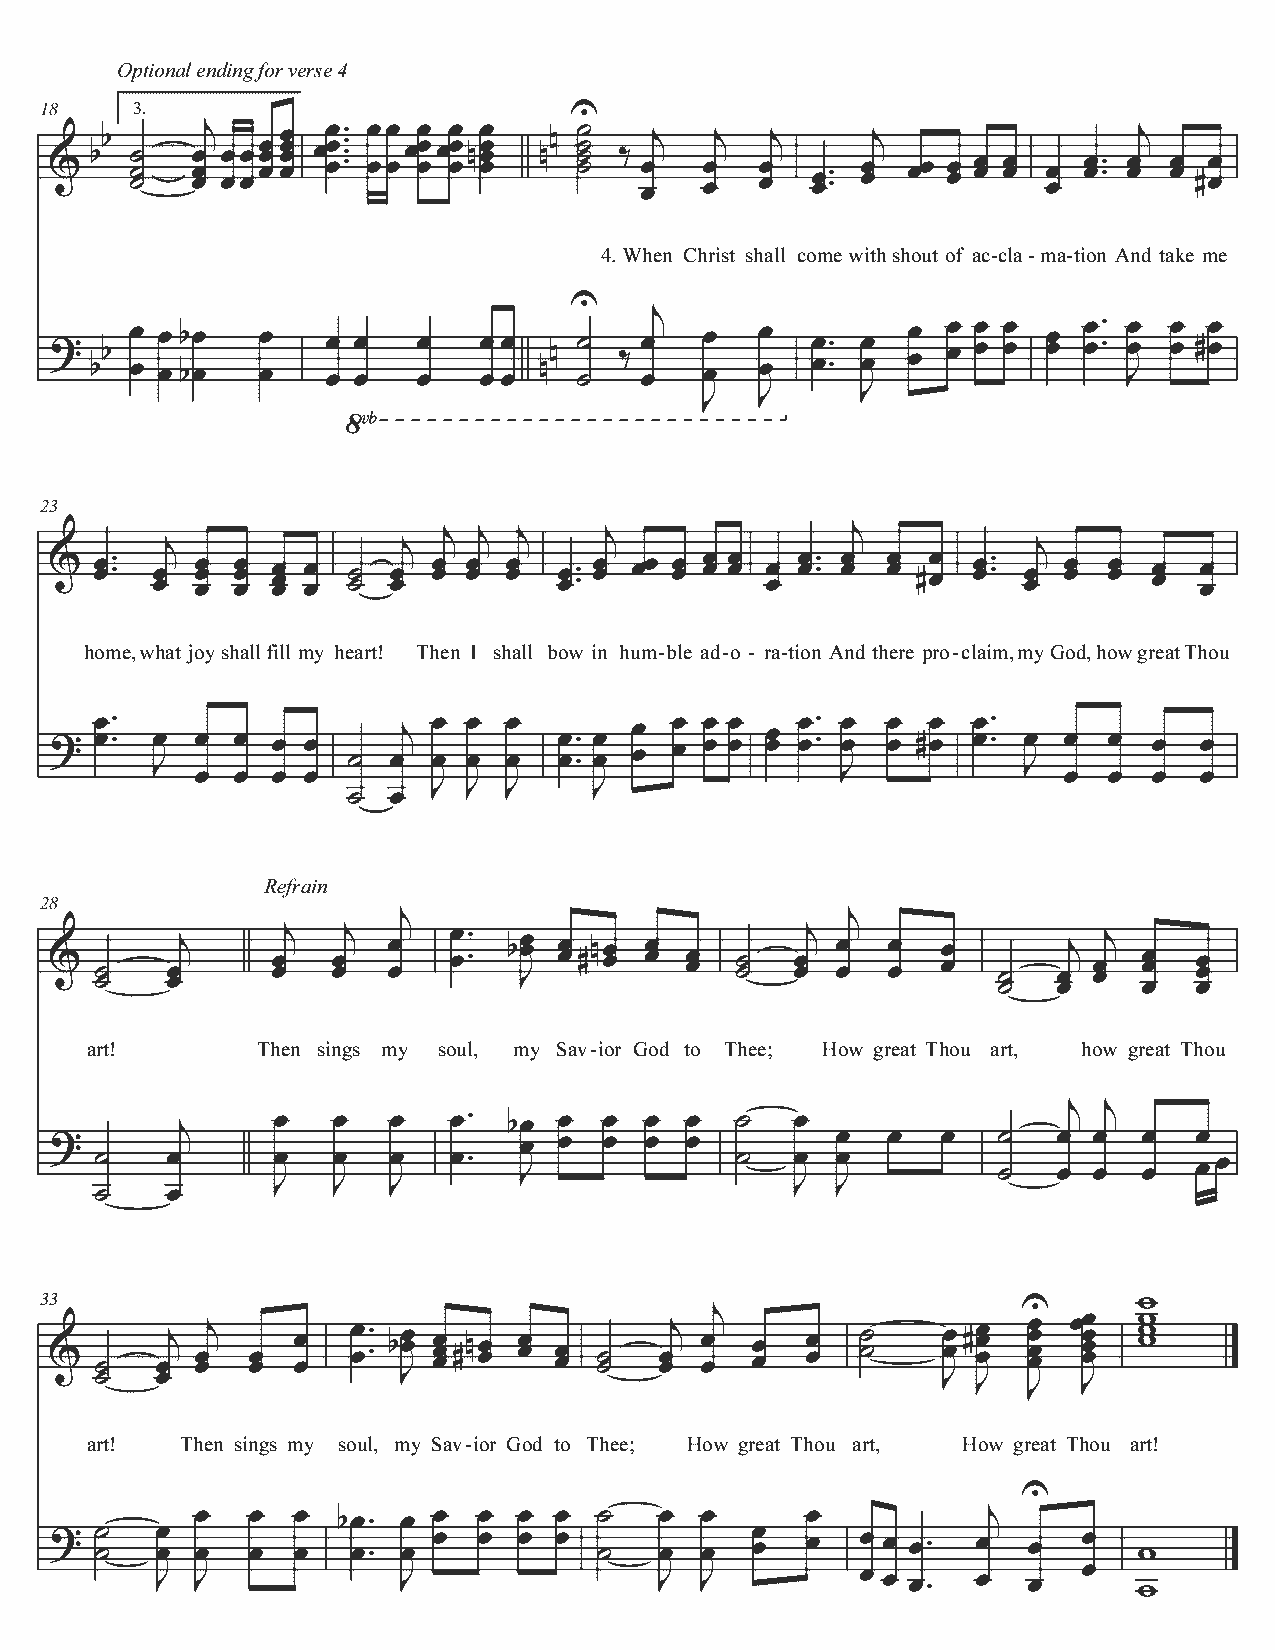 Optional ending for verse 4
18 3.
4. When Christ shall come with shout of ac-cla - ma-tion And take me
8vb
23
home, what joy shall fill my heart! Then I shall bow in hum-ble ad-o - ra-tion And there pro-claim, my God, how great Thou
Refrain
28
art! Then sings my soul, my Sav-ior God to Thee; How great Thou art, how great Thou
33
art! Then sings my soul, my Sav-ior God to Thee; How great Thou art, How great Thou art!